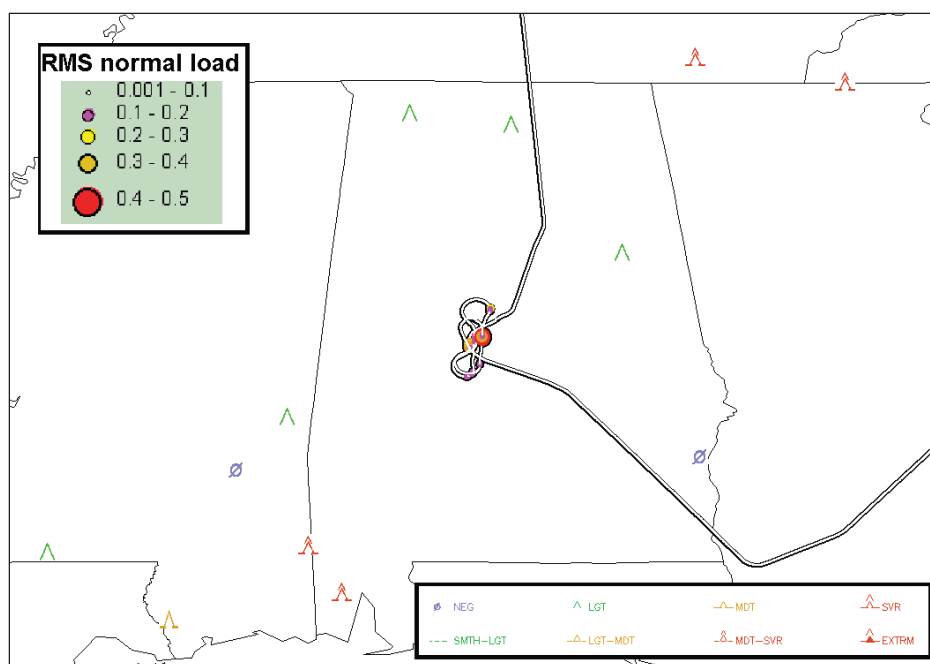 RMS normal load
0.001 - 0.1
0.1 - 0.2
0.2 - 0.3
0.3 - 0.4
0.4 - 0.5
NEG
LGT
MDT
SVR
SMTH-LGT
LGT-MDT
MDT-SVR
EXTRM